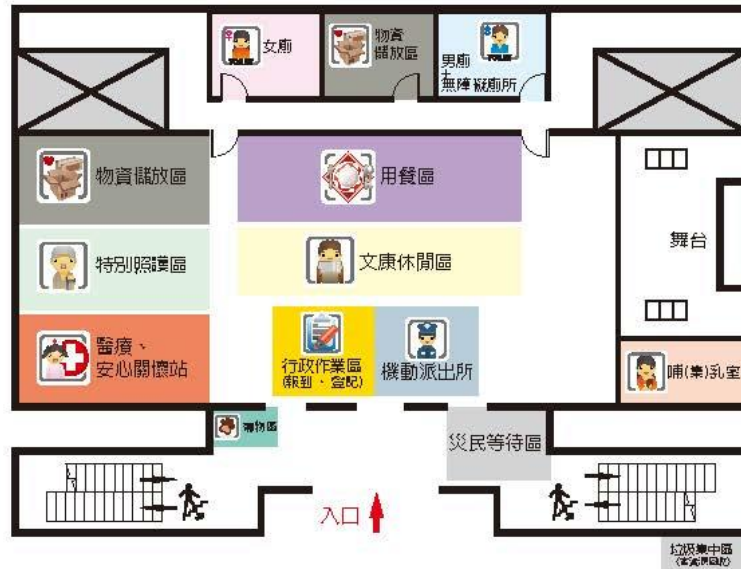 女廁
物資
儲放區
男廁
+
無障礙廁所
物資儲放區
用餐區
特別照護區
文康休閒區
舞台
醫療、
安心關懷站
行政作業區
(報到、登記)
機動派出所
哺(集)乳室
寵物區
災民等待區
入口
垃圾集中區